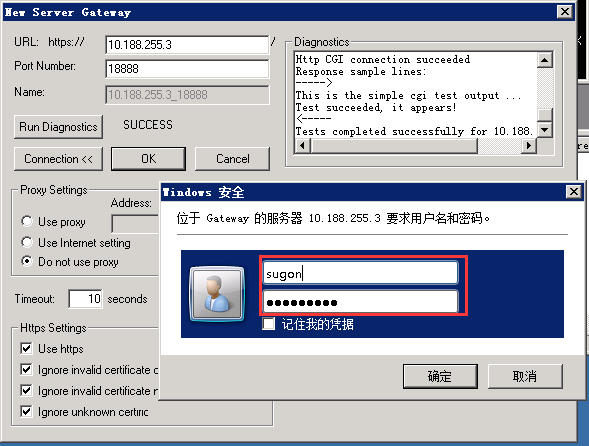 New Server Gateway
URL: https:// 10.188.255.3 /
Port Number: 18888
Name: 10.188.255.3_18888
Run Diagnostics SUCCESS
Connection << OK Cancel
Diagnostics
Http CGI connection succeeded
Response sample lines:
----->
This is the simple cgi test output ...
Test succeeded, it appears!
<-----
Tests completed successfully for 10.188.
Proxy Settings
Address:
Use proxy
Use Internet setting
Do not use proxy
Timeout: 10 seconds
Https Settings
Use https
Ignore invalid certificate
Ignore invalid certificate
Ignore unknown
Windows 安全
位于 Gateway 的服务器 10.188.255.3 要求用户名和密码。
sugon
●●●●●●●●●
记住我的凭据
确定 取消